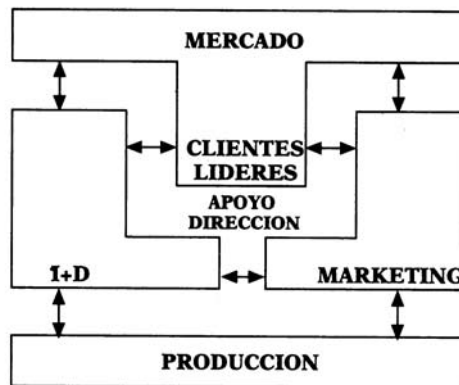 MERCADO
CLIENTES
LIDERES
APOYO
DIRECCION
I+D
MARKETING
PRODUCCION